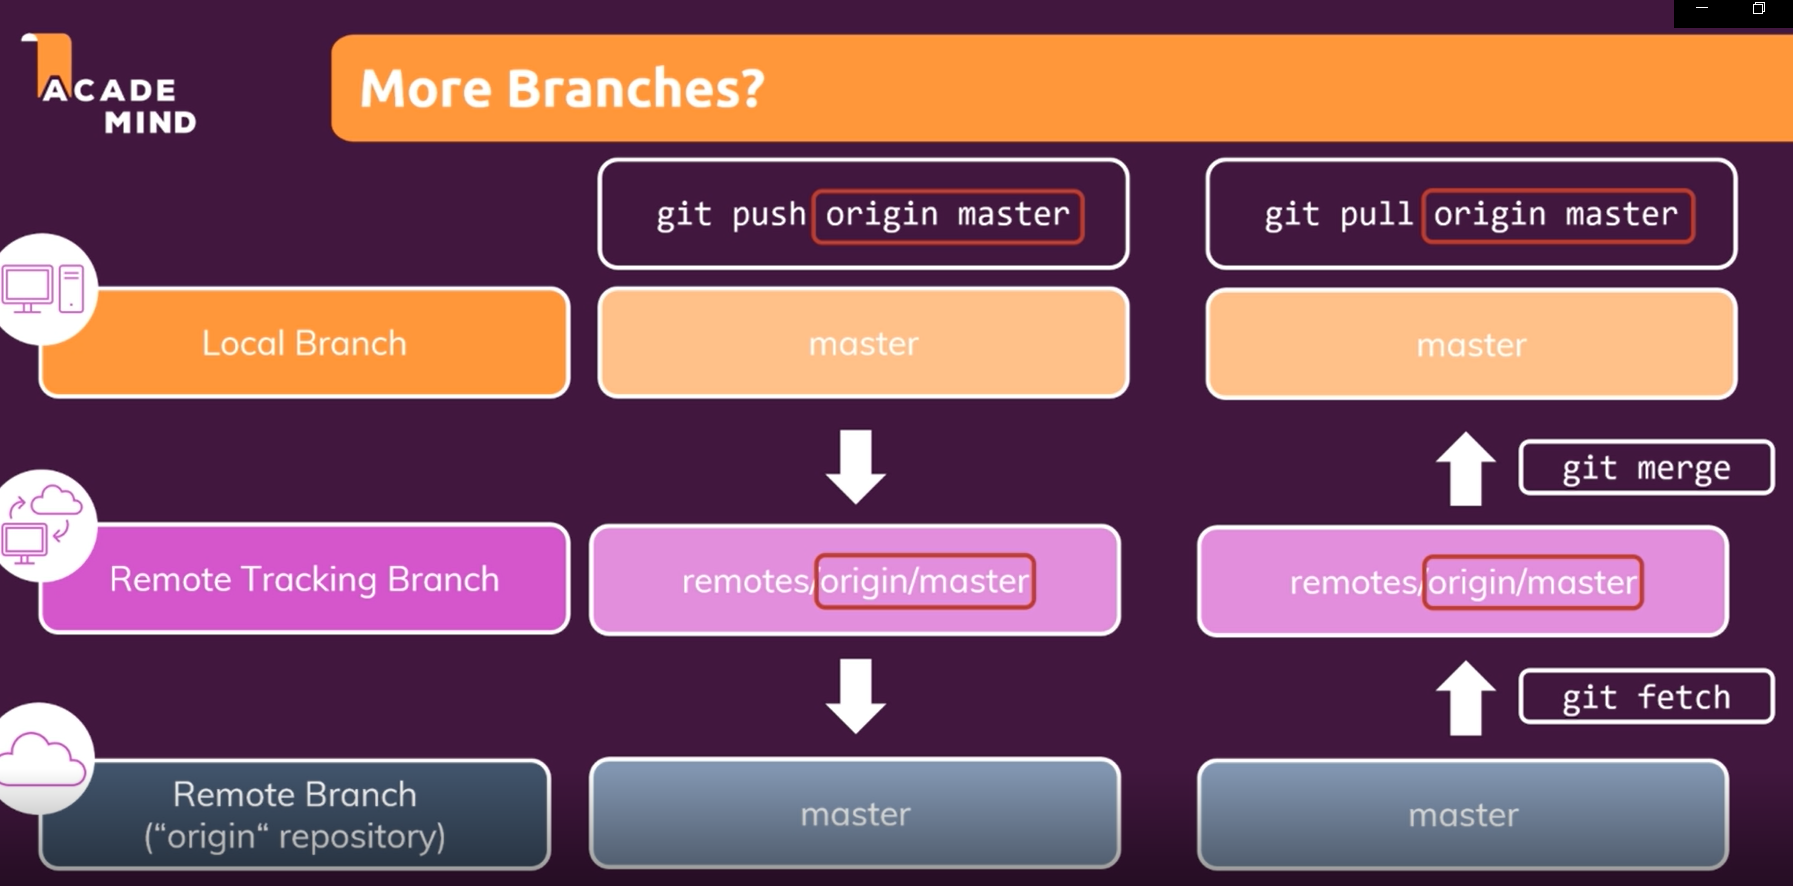 ACADE
MIND
More Branches?
git push origin master
git pull origin master
Local Branch
master
master
git merge
Remote Tracking Branch
remotes/origin/master
remotes/origin/master
git fetch
Remote Branch
(“origin“ repository)
master
master